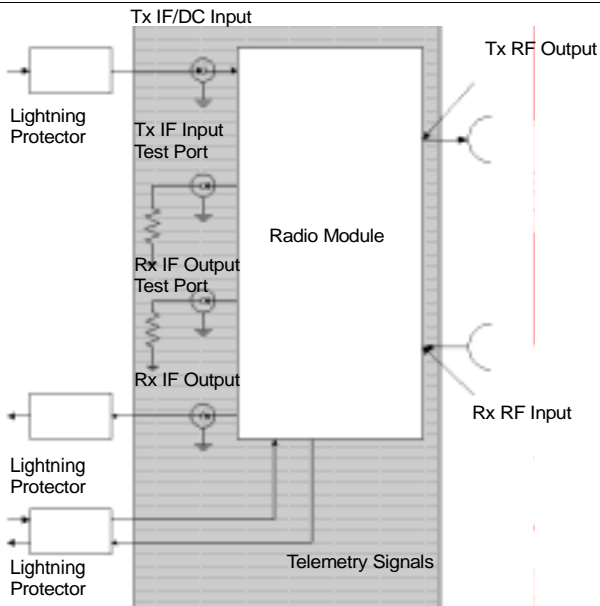 Tx IF/DC Input
Tx RF Output
Lightning
Protector
Tx IF Input
Test Port
Radio Module
Rx IF Output
Test Port
Rx IF Output
Rx RF Input
Lightning
Protector
Telemetry Signals
Lightning
Protector